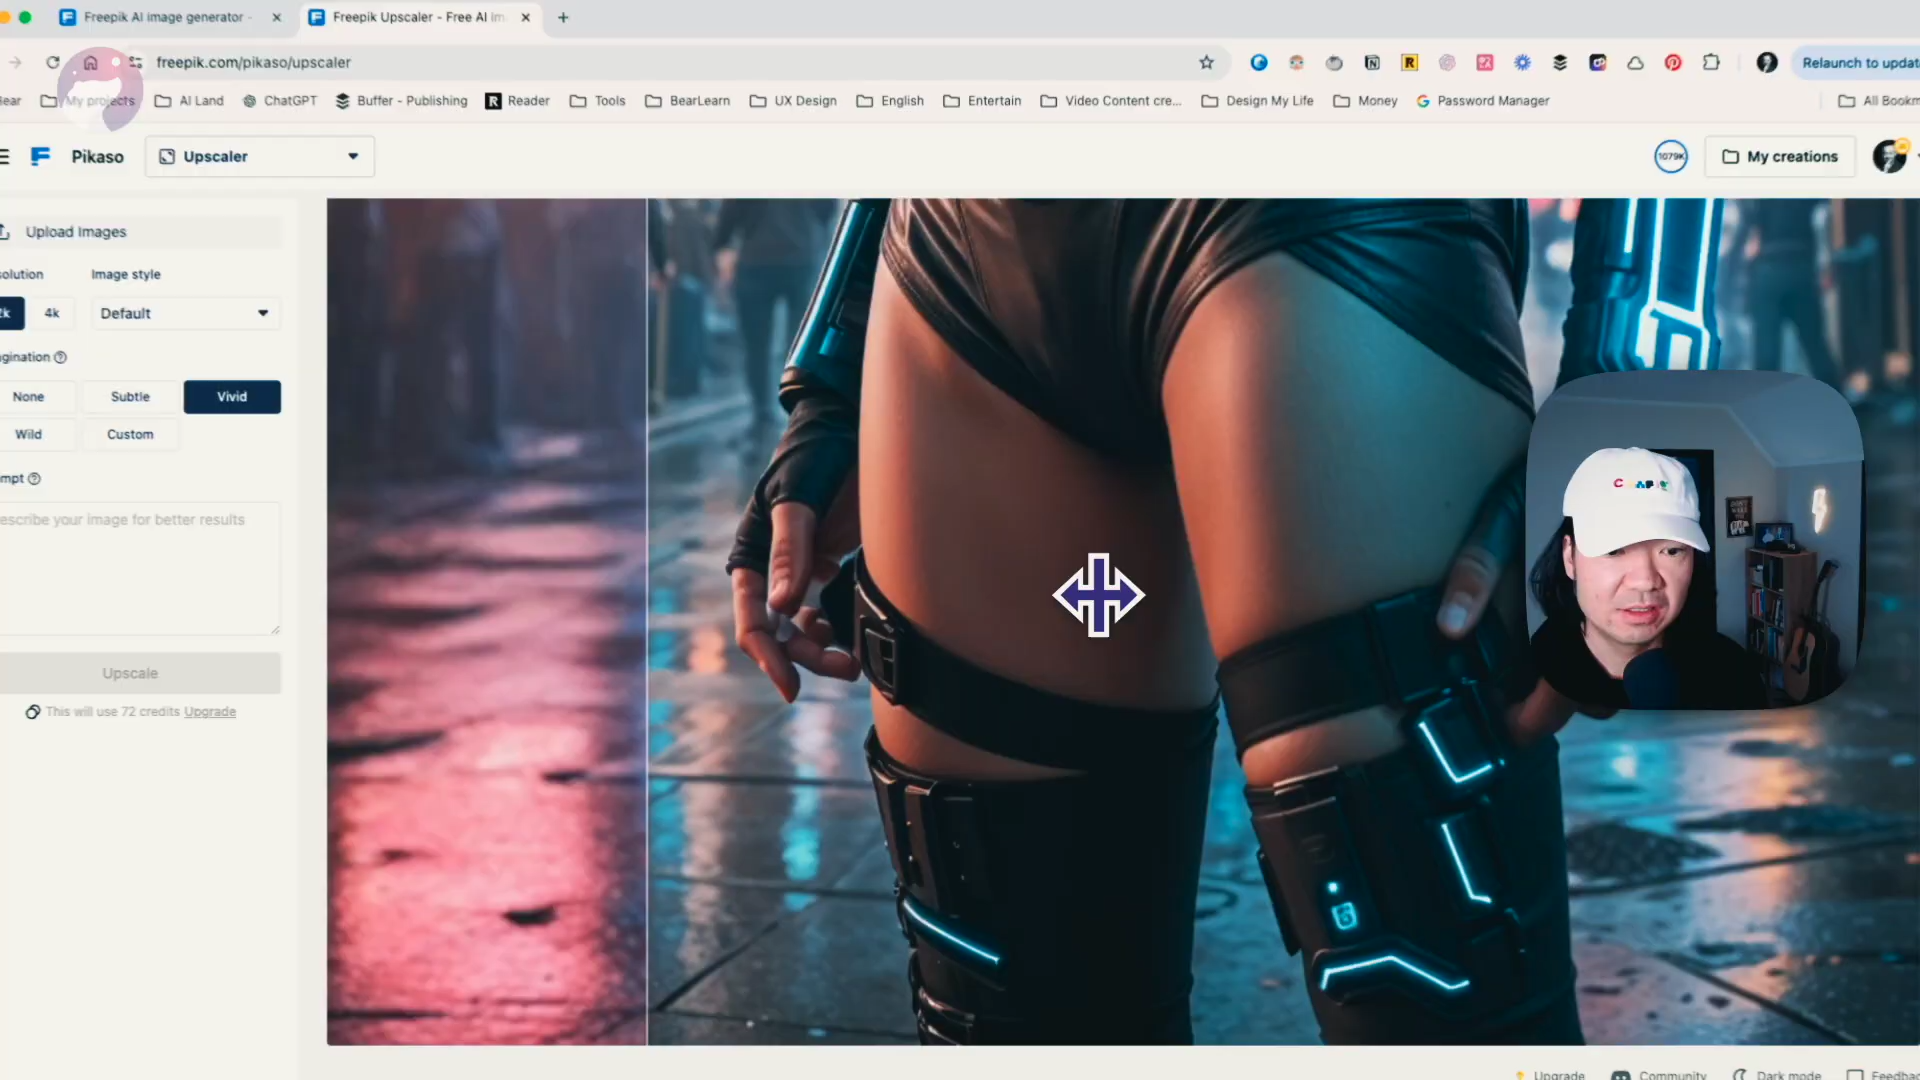 Freepik AI image generator -
Freepik Upscaler - Free AI Im
freepik.com/pikaso/upscaler
Relaunch to updat
ear
My projects
AI Land
ChatGPT
Buffer - Publishing
Reader
Tools
BearLearn
UX Design
English
Entertain
Video Content cre...
Design My Life
Money
Password Manager
All Bookm
Pikaso
Upscaler
1079K
My creations
Upload Images
solution
Image style
2k
4k
Default
gination
None
Subtle
Vivid
Wild
Custom
mpt
escribe your image for better results
Upscale
This will use 72 credits Upgrade
Upgrade
Community
Dark mode
Feedbac